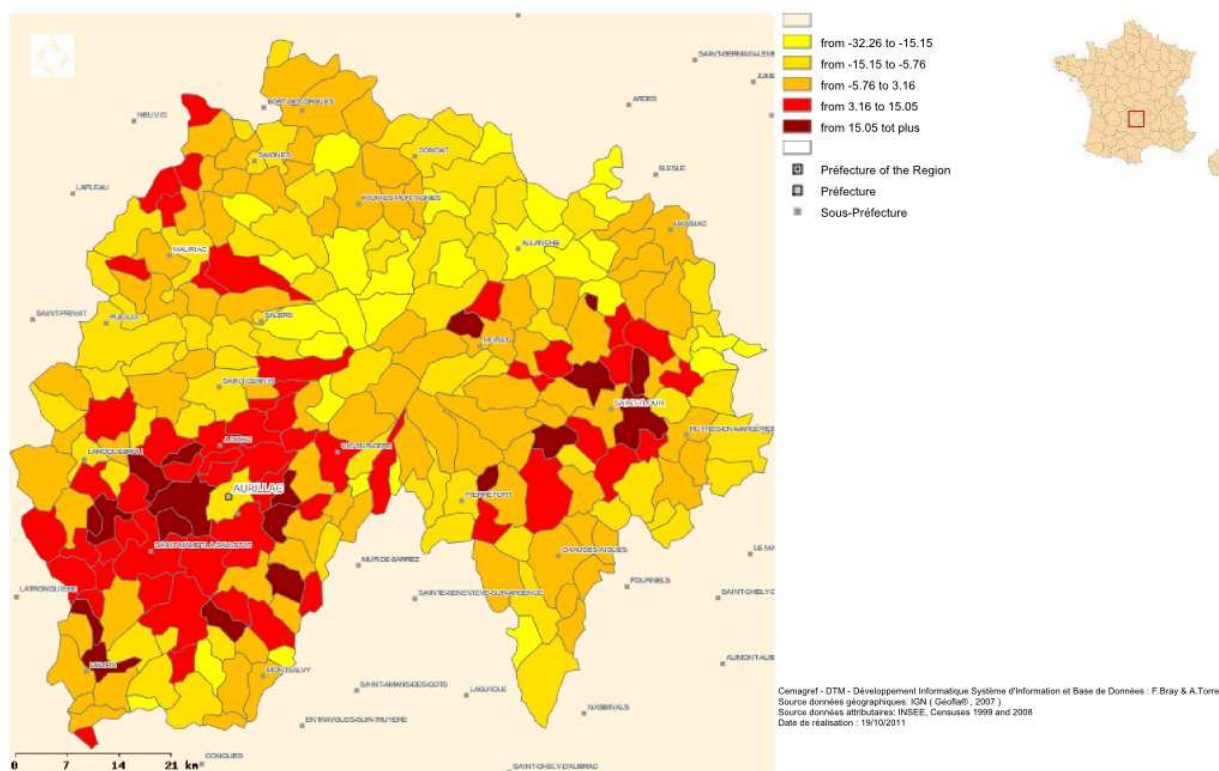 from -32.26 to -15.15
from -15.15 to -5.76
from -5.76 to 3.16
from 3.16 to 15.05
from 15.05 tot plus
Préfecture of the Region
Préfecture
Sous-Préfecture
NEUVIC
ARDES
SAIGNES
CONDAT
BLESLE
LAPLEAU
MASSIAC
MAURIAC
ALLANCHE
SAINT-PRIVAT
PLEAUX
SALERS
MURAT
SAINT-CERNIN
SAINT-FLOUR
JUSSAC
VIC-SUR-CERE
LAROQUEBROU
AURILLAC
PIERREFORT
SAINT-MAMET-LA-SALVETAT
CHAUDES-AIGUES
MUR-DE-BARREZ
FOURNELS
SAINTE-GENEVIEVE-SUR-ARGENCE
SAINT-CHELY-D
MAURS
MONTSALVY
SAINT-AMANS-DES-COTS
LAGUIOLE
NASBINALS
ENTRAYGUES-SUR-TRUYERE
CONQUES
SAINT-CHELY-D'AUBRAC
0 7 14 21 km
Cemagref - DTM - Développement Informatique Système d'Information et Base de Données : F.Bray & A.Torre
Source données géographiques: IGN ( Géofla® , 2007 )
Source données attributaires: INSEE, Censuses 1999 and 2008
Date de réalisation : 19/10/2011